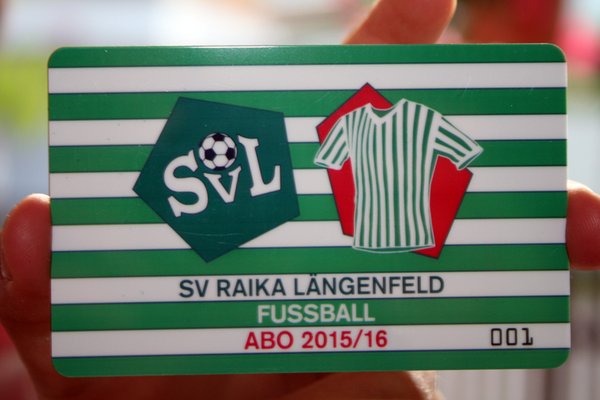 SVL
SV RAIKA LÄNGENFELD
FUSSBALL
ABO 2015/16
001